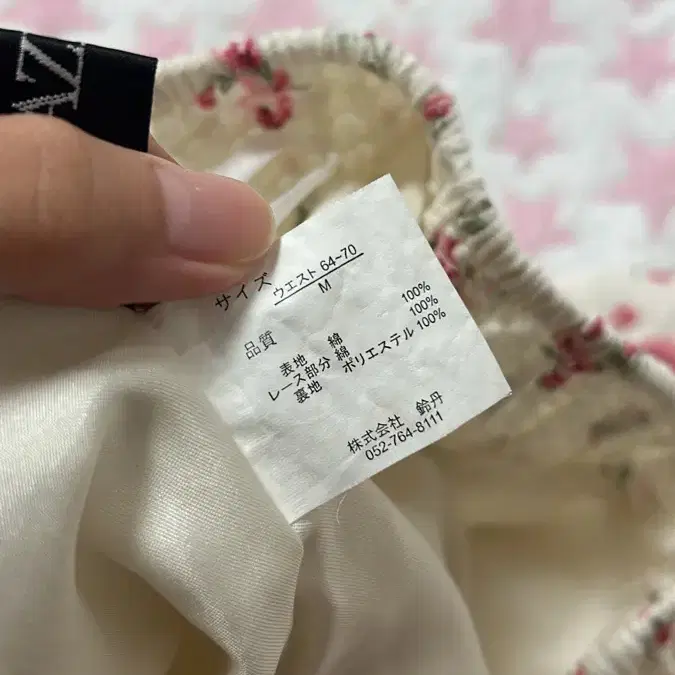 AZ
サイズ ウエスト 64~70
M
品質
表地 綿 100%
レース部分 綿 100%
裏地 ポリエステル 100%
株式会社 鈴丹
052-764-8111